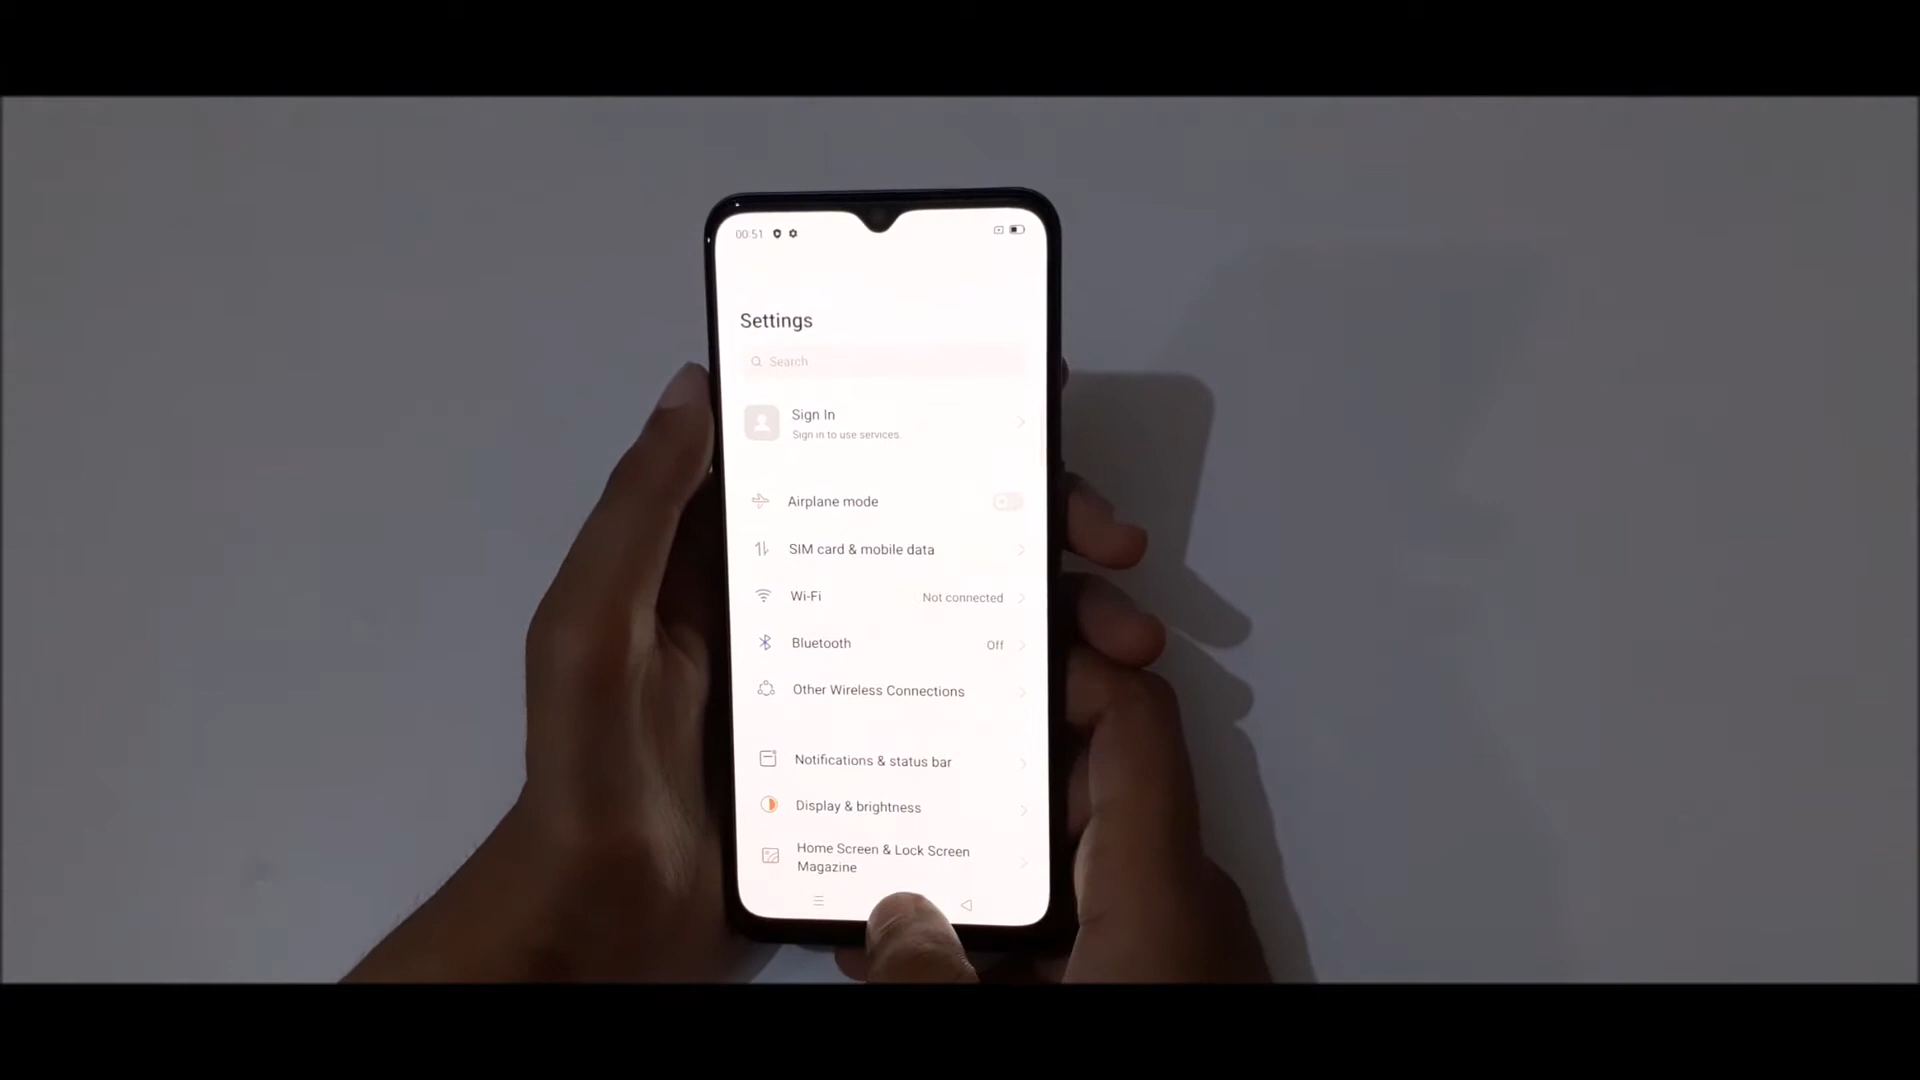 00:51
Settings
Search
Sign In
Sign in to use services
Airplane mode
SIM card & mobile data
Wi-Fi Not connected
Bluetooth Off
Other Wireless Connections
Notifications & status bar
Display & brightness
Home Screen & Lock Screen
Magazine